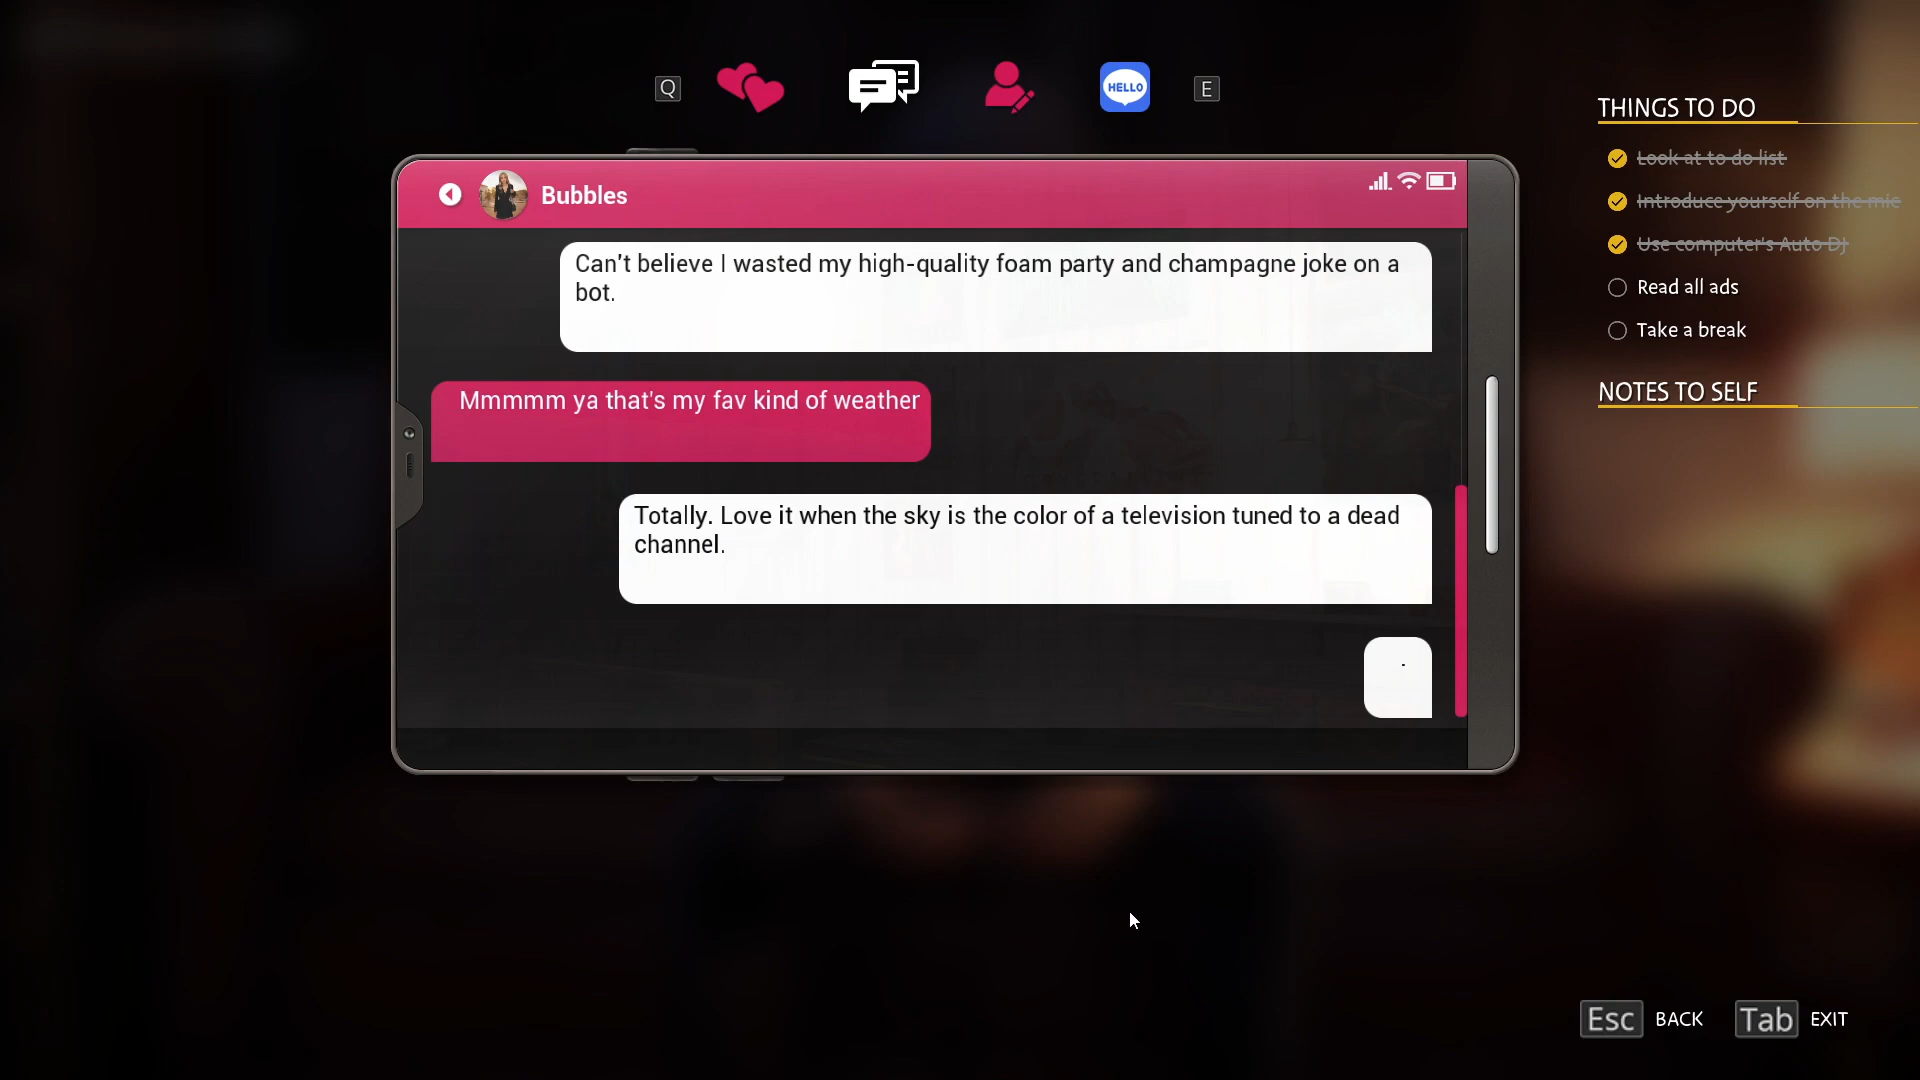 Q
HELLO
E
THINGS TO DO
Look at to do list
Introduce yourself on the mic
Use computer's Auto DJ
Read all ads
Take a break
NOTES TO SELF
Bubbles
Can't believe I wasted my high-quality foam party and champagne joke on a
bot.
Mmmmm ya that's my fav kind of weather
Totally. Love it when the sky is the color of a television tuned to a dead
channel.
.
Esc BACK Tab EXIT